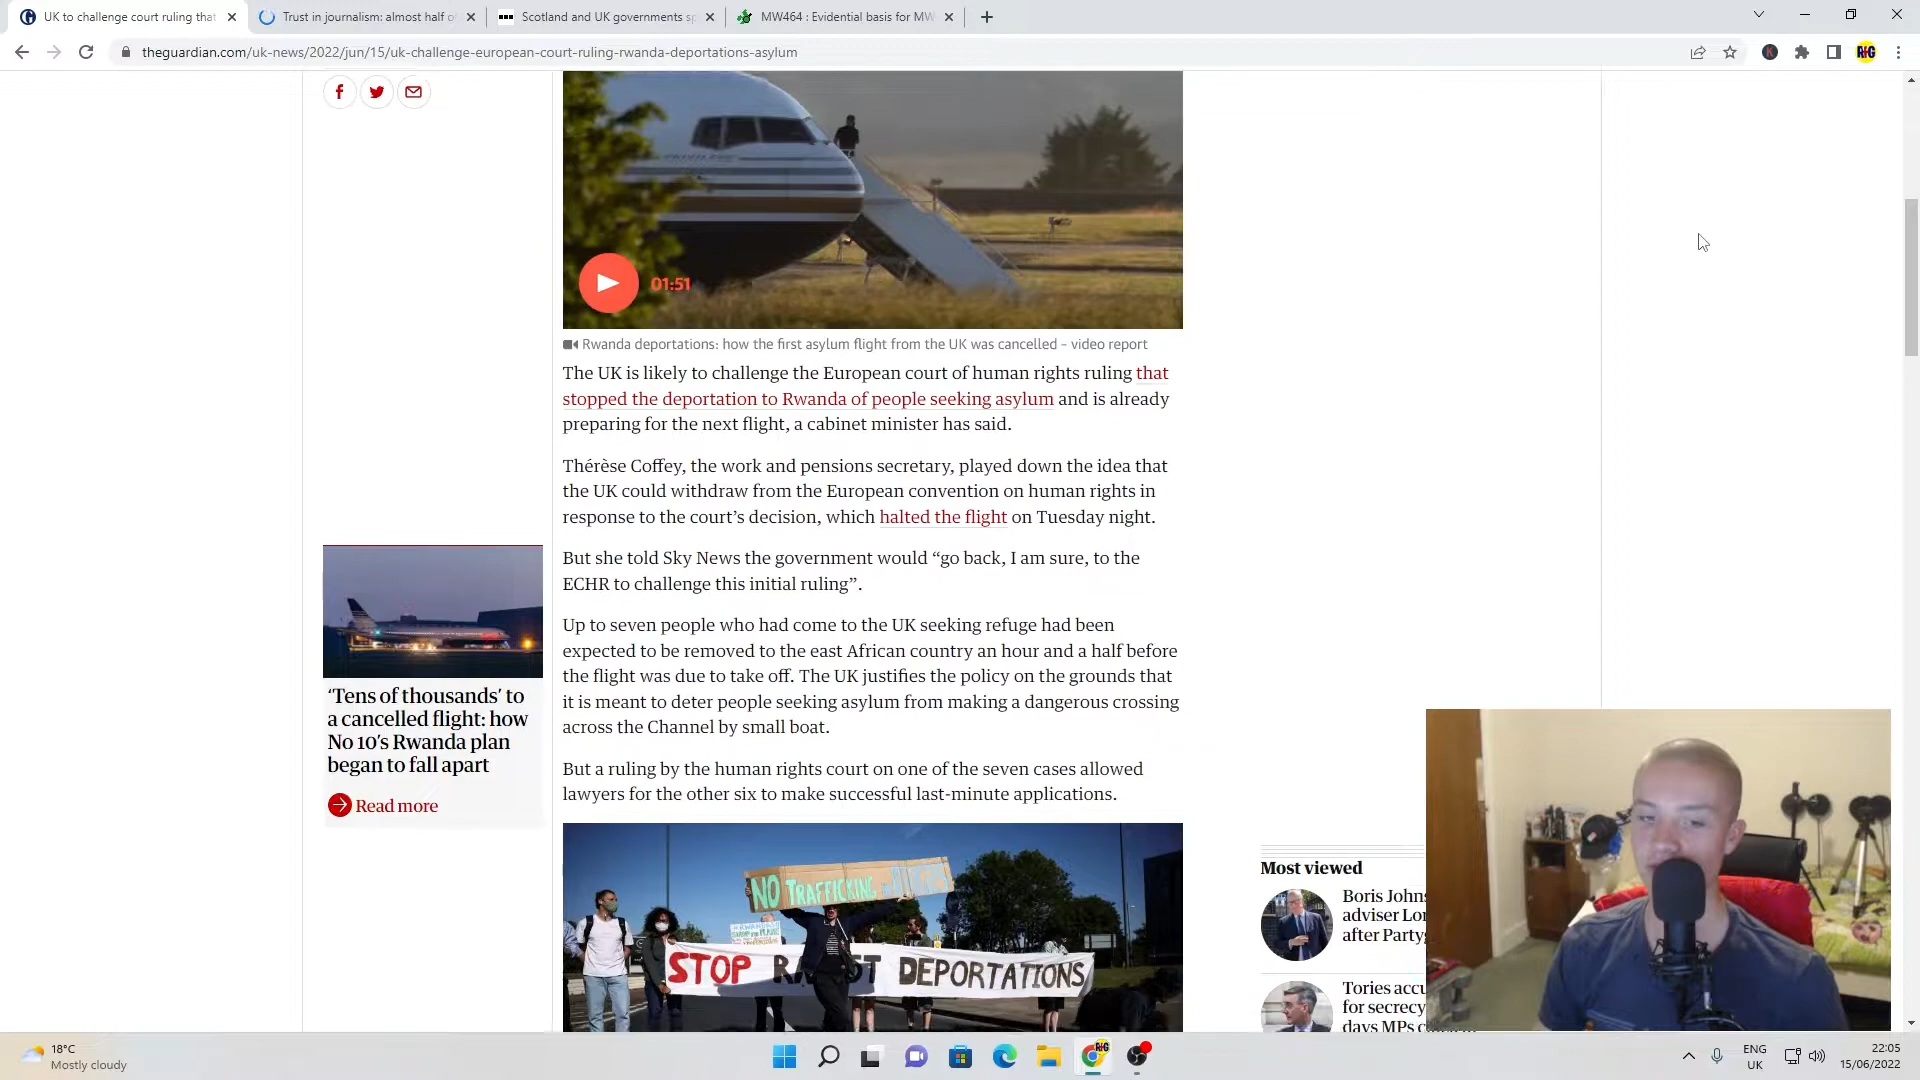 UK to challenge court ruling that
Trust in journalism: almost half o
Scotland and UK governments sp
MW464 : Evidential basis for MW
theguardian.com/uk-news/2022/jun/15/uk-challenge-european-court-ruling-rwanda-deportations-asylum
01:51
Rwanda deportations: how the first asylum flight from the UK was cancelled – video report
The UK is likely to challenge the European court of human rights ruling that
stopped the deportation to Rwanda of people seeking asylum and is already
preparing for the next flight, a cabinet minister has said.
Thérèse Coffey, the work and pensions secretary, played down the idea that
the UK could withdraw from the European convention on human rights in
response to the court’s decision, which halted the flight on Tuesday night.
But she told Sky News the government would “go back, I am sure, to the
ECHR to challenge this initial ruling”.
Up to seven people who had come to the UK seeking refuge had been
expected to be removed to the east African country an hour and a half before
the flight was due to take off. The UK justifies the policy on the grounds that
it is meant to deter people seeking asylum from making a dangerous crossing
across the Channel by small boat.
But a ruling by the human rights court on one of the seven cases allowed
lawyers for the other six to make successful last-minute applications.
‘Tens of thousands’ to
a cancelled flight: how
No 10’s Rwanda plan
began to fall apart
Read more
NO TRAFFICKING
STOP DEPORTATIONS
Most viewed
Boris Johns
adviser Lor
after Partyg
Tories accu
for secrecy
days MPs c
18°C
Mostly cloudy
ENG
UK
22:05
15/06/2022